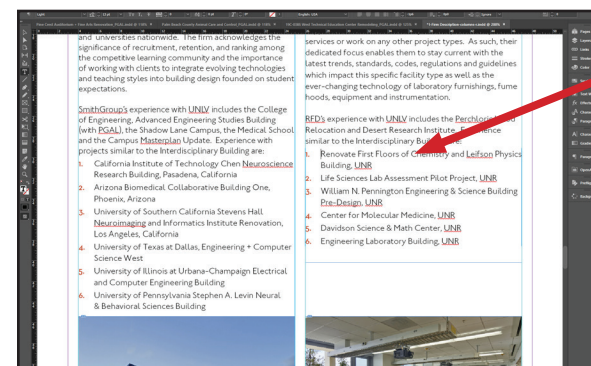 and universities nationwide. The firm acknowledges the
significance of recruitment, retention, and ranking among
the competitive learning community and the importance
of working with clients to integrate evolving technologies
and teaching styles into building design founded on student
expectations.
SmithGroup's experience with UNLV includes the College
of Engineering, Advanced Engineering Studies Building
(with PGAL), the Shadow Lane Campus, the Medical School
and the Campus Masterplan Update. Experience with
projects similar to the Interdisciplinary Building are:
1. California Institute of Technology Chen Neuroscience
Research Building, Pasadena, California
2. Arizona Biomedical Collaborative Building One,
Phoenix, Arizona
3. University of Southern California Stevens Hall
Neuroimaging and Informatics Institute Renovation,
Los Angeles, California
4. University of Texas at Dallas, Engineering + Computer
Science West
5. University of Illinois at Urbana-Champaign Electrical
and Computer Engineering Building
6. University of Pennsylvania Stephen A. Levin Neural
& Behavioral Sciences Building
services or work on any other project types. As such, their
dedicated focus enables them to stay current with the
latest trends, standards, codes, regulations and guidelines
which impact this specific facility type as well as the
ever-changing technology of laboratory furnishings, fume
hoods, equipment and instrumentation.
RFD's experience with UNLV includes the Perchloric
Relocation and Desert Research Institute.
similar to the Interdisciplinary are:
1. Renovate First Floors of Chemistry and Leifson Physics
Building, UNR
2. Life Sciences Lab Assessment Pilot Project, UNR
3. William N. Pennington Engineering & Science Building
Pre-Design, UNR
4. Center for Molecular Medicine, UNR
5. Davidson Science & Math Center, UNR
6. Engineering Laboratory Building, UNR